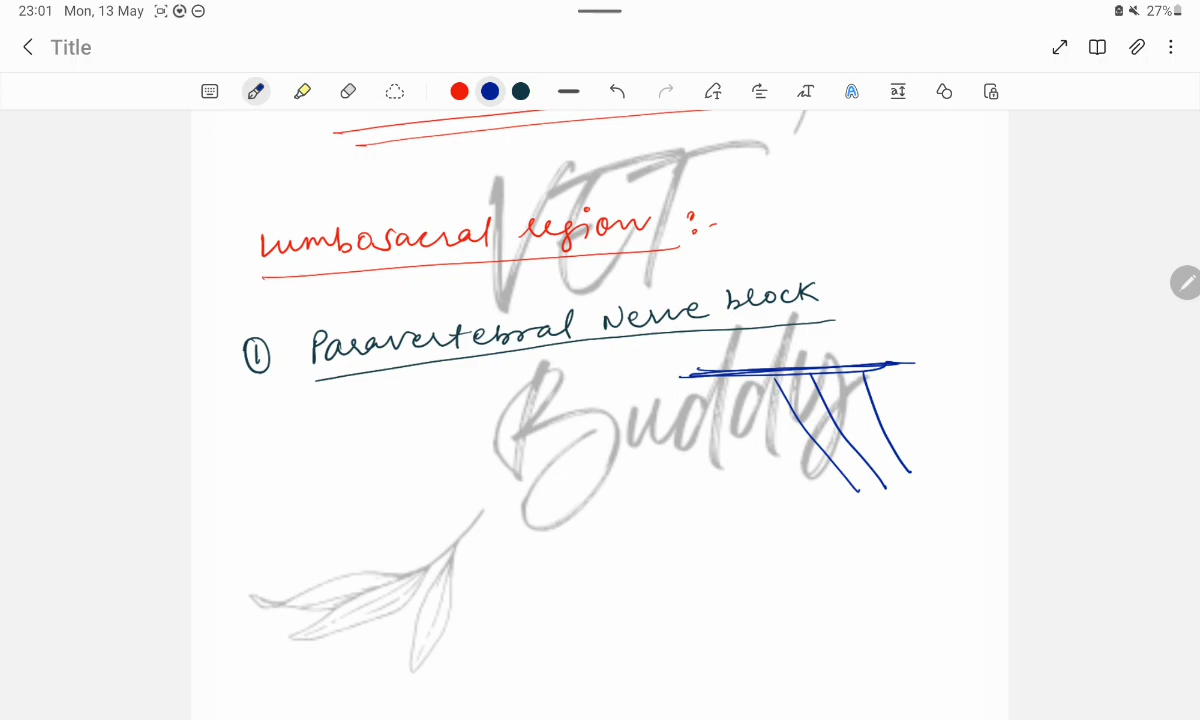 23:01 Mon, 13 May 27%
Title
Lumbosacral region :-
① Paravertebral Nerve block
VET
Buddy